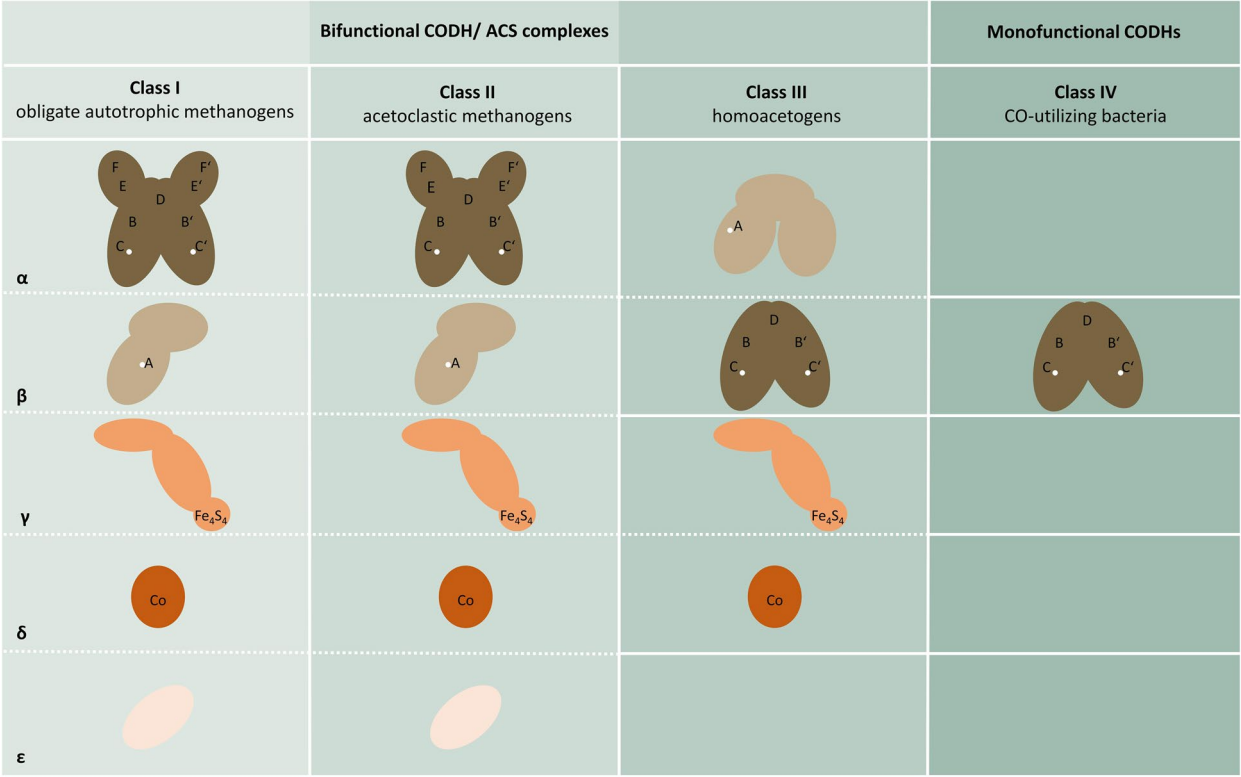 Bifunctional CODH/ ACS complexes
Monofunctional CODHs
Class I
obligate autotrophic methanogens
Class II
acetoclastic methanogens
Class III
homoacetogens
Class IV
CO-utilizing bacteria
α
F F‘
E E‘
D
B B‘
C C‘
F F‘
E E‘
D
B B‘
C C‘
A
β
A
A
D
B B‘
C C‘
D
B B‘
C C‘
γ
Fe₄S₄
Fe₄S₄
Fe₄S₄
δ
Co
Co
Co
ε